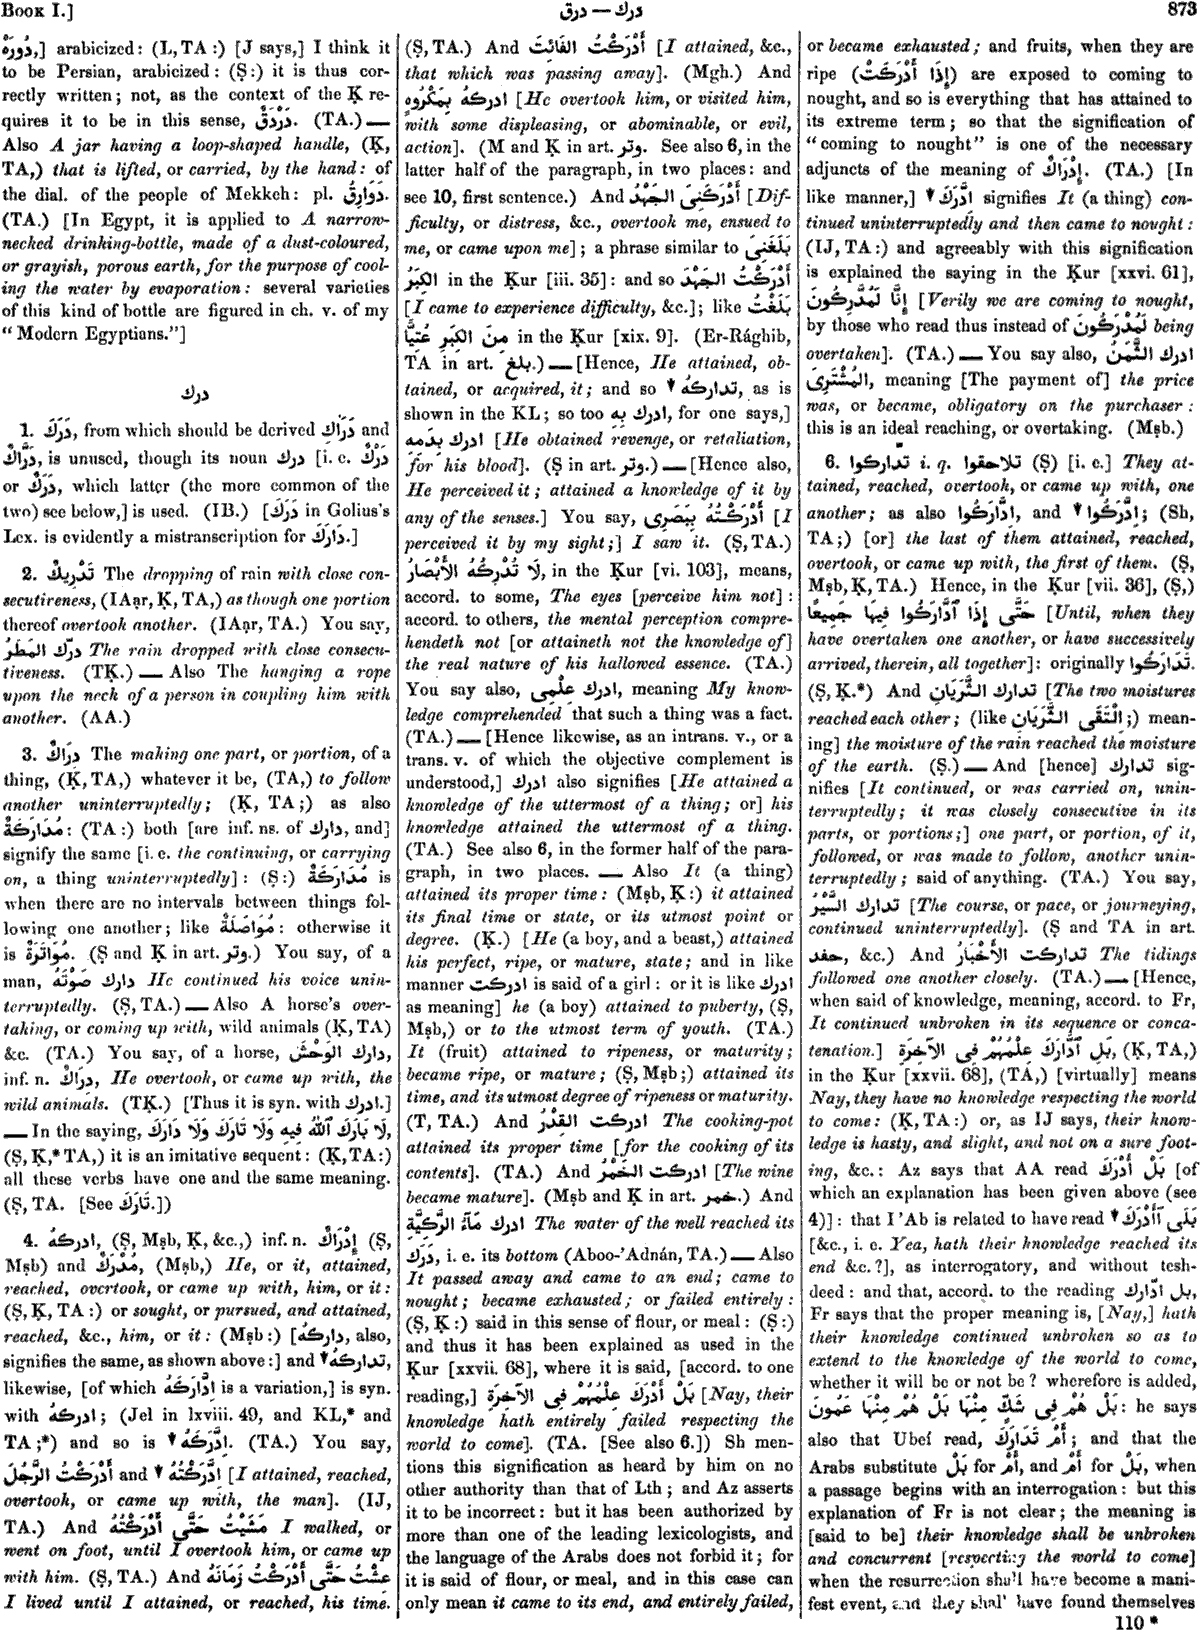 Book I.]
درق — درك
873
دُورَهْ,] arabicized: (L, TA:) [J says,] I think it
to be Persian, arabicized: (Ṣ:) it is thus cor-
rectly written; not, as the context of the Ḳ re-
quires it to be in this sense, دَرْدَقٌ. (TA.) —
Also A jar having a loop-shaped handle, (Ḳ,
TA,) that is lifted, or carried, by the hand: of
the dial. of the people of Mekkeh: pl. دَوَارِقُ.
(TA.) [In Egypt, it is applied to A narrow-
necked drinking-bottle, made of a dust-coloured,
or grayish, porous earth, for the purpose of cool-
ing the water by evaporation: several varieties
of this kind of bottle are figured in ch. v. of my
“Modern Egyptians.”]
درك
1. دَرَكَ, from which should be derived دَرَاكِ and
دَرَّاكٌ, is unused, though its noun درك [i. e. دَرْكٌ
or دَرَكٌ, which latter (the more common of the
two) see below,] is used. (IB.) [دَرَكَ in Golius's
Lex. is evidently a mistranscription for دَارَكَ.]
2. تَدْرِيكٌ The dropping of rain with close con-
secutiveness, (IAạr, Ḳ, TA,) as though one portion
thereof overtook another. (IAạr, TA.) You say,
درّك المَطَرُ The rain dropped with close consecu-
tiveness. (TḲ.) — Also The hanging a rope
upon the neck of a person in coupling him with
another. (AA.)
3. دِرَاكٌ The making one part, or portion, of a
thing, (Ḳ, TA,) whatever it be, (TA,) to follow
another uninterruptedly; (Ḳ, TA;) as also
مُدَارَكَةٌ: (TA:) both [are inf. ns. of دارك, and]
signify the same [i. e. the continuing, or carrying
on, a thing uninterruptedly]: (Ṣ:) مُدَارَكَةٌ is
when there are no intervals between things fol-
lowing one another; like مُوَاصَلَةٌ: otherwise it
is مُوَاتَرَةٌ. (Ṣ and Ḳ in art. وتر.) You say, of a
man, دارك صَوْتَهُ He continued his voice unin-
terruptedly. (Ṣ, TA.) — Also A horse's over-
taking, or coming up with, wild animals (Ḳ, TA)
&c. (TA.) You say, of a horse, دارك الوَحْشَ,
inf. n. دِرَاكٌ, He overtook, or came up with, the
wild animals. (TḲ.) [Thus it is syn. with ادرك.]
— In the saying, لَا بَارَكَ ٱللّٰهُ فِيهِ وَلَا تَارَكَ وَلَا دَارَكَ,
(Ṣ, Ḳ,* TA,) it is an imitative sequent: (Ḳ, TA:)
all these verbs have one and the same meaning.
(Ṣ, TA. [See تَارَكَ.])
4. ادركهُ, (Ṣ, Mṣb, Ḳ, &c.,) inf. n. إِدْرَاكٌ (Ṣ,
Mṣb) and مُدْرَكٌ, (Mṣb,) He, or it, attained,
reached, overtook, or came up with, him, or it:
(Ṣ, Ḳ, TA:) or sought, or pursued, and attained,
reached, &c., him, or it: (Mṣb:) [داركهُ, also,
signifies the same, as shown above:] and ▼تداركهُ,
likewise, [of which اِدَّارَكَهُ is a variation,] is syn.
with ادركهُ; (Jel in lxviii. 49, and KL,* and
TA;*) and so is ▼اِدَّرَكَهُ. (TA.) You say,
أَدْرَكْتُ الرَّجُلَ and ▼اِدَّرَكْتُهُ [I attained, reached,
overtook, or came up with, the man]. (IJ,
TA.) And مَشَيْتُ حَتَّى أَدْرَكْتُهُ I walked, or
went on foot, until I overtook him, or came up
with him. (Ṣ, TA.) And عِشْتُ حَتَّى أَدْرَكْتُ زَمَانَهُ
I lived until I attained, or reached, his time.
(Ṣ, TA.) And أَدْرَكْتُ الفَائِتَ [I attained, &c.,
that which was passing away]. (Mgh.) And
ادركهُ بِمَكْرُوهٍ [He overtook him, or visited him,
with some displeasing, or abominable, or evil,
action]. (M and Ḳ in art. وتر. See also 6, in the
latter half of the paragraph, in two places: and
see 10, first sentence.) And أَدْرَكَنِى الجَهْدُ [Dif-
ficulty, or distress, &c., overtook me, ensued to
me, or came upon me]; a phrase similar to بَلَغَنِىَ
الكِبَرُ in the Ḳur [iii. 35]: and so أَدْرَكْتُ الجَهْدَ
[I came to experience difficulty, &c.]; like بَلَغْتُ
مِنَ الكِبَرِ عُتِيًّا in the Ḳur [xix. 9]. (Er-Rághib,
TA in art. بلغ.) — [Hence, He attained, ob-
tained, or acquired, it; and so ▼تداركهُ, as is
shown in the KL; so too ادرك بِهِ, for one says,]
ادرك بِدَمِهِ [He obtained revenge, or retaliation,
for his blood]. (Ṣ in art. وتر.) — [Hence also,
He perceived it; attained a knowledge of it by
any of the senses.] You say, أَدْرَكْتُهُ بِبَصَرِى [I
perceived it by my sight;] I saw it. (Ṣ, TA.)
لَا تُدْرِكُهُ الأَبْصَارُ, in the Ḳur [vi. 103], means,
accord. to some, The eyes [perceive him not]:
accord. to others, the mental perception compre-
hendeth not [or attaineth not the knowledge of]
the real nature of his hallowed essence. (TA.)
You say also, ادرك عِلْمِى, meaning My know-
ledge comprehended that such a thing was a fact.
(TA.) — [Hence likewise, as an intrans. v., or a
trans. v. of which the objective complement is
understood,] ادرك also signifies [He attained a
knowledge of the uttermost of a thing; or] his
knowledge attained the uttermost of a thing.
(TA.) See also 6, in the former half of the para-
graph, in two places. — Also It (a thing)
attained its proper time: (Mṣb, Ḳ:) it attained
its final time or state, or its utmost point or
degree. (Ḳ.) [He (a boy, and a beast,) attained
his perfect, ripe, or mature, state; and in like
manner ادركت is said of a girl: or it is like ادرك
as meaning] he (a boy) attained to puberty, (Ṣ,
Mṣb,) or to the utmost term of youth. (TA.)
It (fruit) attained to ripeness, or maturity;
became ripe, or mature; (Ṣ, Mṣb;) attained its
time, and its utmost degree of ripeness or maturity.
(T, TA.) And ادركت القِدْرُ The cooking-pot
attained its proper time [for the cooking of its
contents]. (TA.) And ادركت الخَمْرُ [The wine
became mature]. (Mṣb and Ḳ in art. خمر.) And
ادرك مَآءُ الرَّكِيَّةِ The water of the well reached its
دَرَك, i. e. its bottom (Aboo-'Adnán, TA.) — Also
It passed away and came to an end; came to
nought; became exhausted; or failed entirely:
(Ṣ, Ḳ:) said in this sense of flour, or meal: (Ṣ:)
and thus it has been explained as used in the
Ḳur [xxvii. 68], where it is said, [accord. to one
reading,] بَلْ أَدْرَكَ عِلْمُهُمْ فِى الآخِرَةِ [Nay, their
knowledge hath entirely failed respecting the
world to come]. (TA. [See also 6.]) Sh men-
tions this signification as heard by him on no
other authority than that of Lth; and Az asserts
it to be incorrect: but it has been authorized by
more than one of the leading lexicologists, and
the language of the Arabs does not forbid it; for
it is said of flour, or meal, and in this case can
only mean it came to its end, and entirely failed,
or became exhausted; and fruits, when they are
ripe (إِذَا أَدْرَكَتْ) are exposed to coming to
nought, and so is everything that has attained to
its extreme term; so that the signification of
“coming to nought” is one of the necessary
adjuncts of the meaning of إِدْرَاكٌ. (TA.) [In
like manner,] ▼اِدَّرَكَ signifies It (a thing) con-
tinued uninterruptedly and then came to nought:
(IJ, TA:) and agreeably with this signification
is explained the saying in the Ḳur [xxvi. 61],
إِنَّا لَمُدَّرِكُونَ [Verily we are coming to nought,
by those who read thus instead of لَمُدْرَكُونَ being
overtaken]. (TA.) — You say also, ادرك الثَّمَنُ
المُشْتَرِىَ, meaning [The payment of] the price
was, or became, obligatory on the purchaser:
this is an ideal reaching, or overtaking. (Mṣb.)
6. تداركوا i. q. تلاحقوا (Ṣ) [i. e.] They at-
tained, reached, overtook, or came up with, one
another; as also اِدَّارَكُوا, and ▼اِدَّرَكُوا; (Sh,
TA;) [or] the last of them attained, reached,
overtook, or came up with, the first of them. (Ṣ,
Mṣb, Ḳ, TA.) Hence, in the Ḳur [vii. 36], (Ṣ,)
حَتَّى إِذَا ٱدَّارَكُوا فِيهَا جَمِيعًا [Until, when they
have overtaken one another, or have successively
arrived, therein, all together]: originally تَدَارَكُوا.
(Ṣ, Ḳ.*) And تدارك الثَّرَيَانِ [The two moistures
reached each other; (like اِلْتَقَى الثَّرَيَانِ;) mean-
ing] the moisture of the rain reached the moisture
of the earth. (Ṣ.) — And [hence] تدارك sig-
nifies [It continued, or was carried on, unin-
terruptedly; it was closely consecutive in its
parts, or portions;] one part, or portion, of it,
followed, or was made to follow, another unin-
terruptedly; said of anything. (TA.) You say,
تدارك السَّيْرُ [The course, or pace, or journeying,
continued uninterruptedly]. (Ṣ and TA in art.
حفد, &c.) And تداركت الأَخْبَارُ The tidings
followed one another closely. (TA.) — [Hence,
when said of knowledge, meaning, accord. to Fr,
It continued unbroken in its sequence or conca-
tenation.] بَلِ ٱدَّارَكَ عِلْمُهُمْ فِى الآخِرَةِ, (Ḳ, TA,)
in the Ḳur [xxvii. 68], (TA,) [virtually] means
Nay, they have no knowledge respecting the world
to come: (Ḳ, TA:) or, as IJ says, their know-
ledge is hasty, and slight, and not on a sure foot-
ing, &c.: Az says that AA read بَلْ أَدْرَكَ [of
which an explanation has been given above (see
4)]: that I 'Ab is related to have read ▼بَلَى أَأَدْرَكَ
[&c., i. e. Yea, hath their knowledge reached its
end &c.?], as interrogatory, and without tesh-
deed: and that, accord. to the reading بل ادّارك,
Fr says that the proper meaning is, [Nay,] hath
their knowledge continued unbroken so as to
extend to the knowledge of the world to come,
whether it will be or not be? wherefore is added,
بَلْ هُمْ فِى شَكٍّ مِنْهَا بَلْ هُمْ مِنْهَا عَمُونَ: he says
also that Ubeí read, أَمْ تَدَارَكَ; and that the
Arabs substitute بَلْ for أَمْ, and أَمْ for بَلْ, when
a passage begins with an interrogation: but this
explanation of Fr is not clear; the meaning is
[said to be] their knowledge shall be unbroken
and concurrent [respecting the world to come]
when the resurrection shall have become a mani-
fest event, and they shall have found themselves
110 *